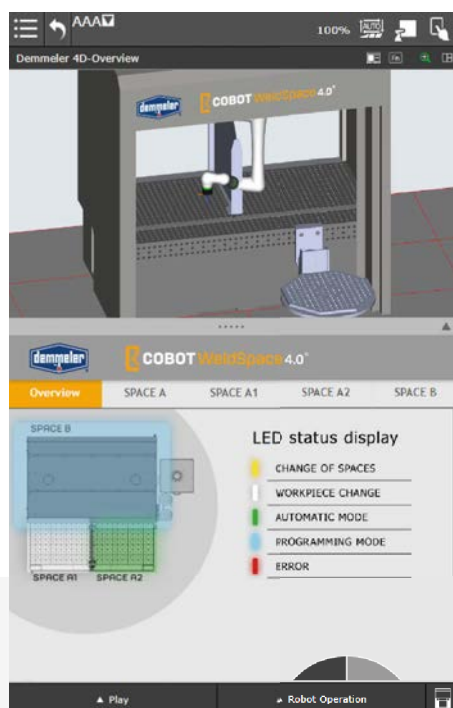 AAA
100% AUTO
Demmeler 4D-Overview
demmeler COBOT WeldSpace 4.0°
demmeler COBOT WeldSpace 4.0°
Overview SPACE A SPACE A1 SPACE A2 SPACE B
SPACE B
SPACE A1 SPACE A2
LED status display
CHANGE OF SPACES
WORKPIECE CHANGE
AUTOMATIC MODE
PROGRAMMING MODE
ERROR
Play Robot Operation